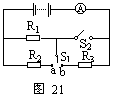 A
R₁
S₂
R₂ S₁ R₃
a b
图 21